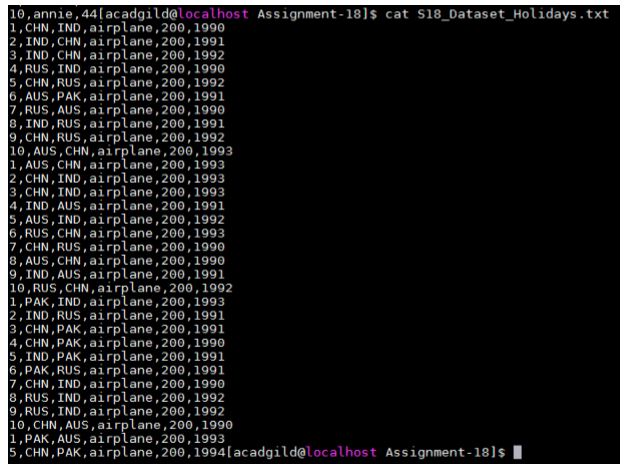 10,annie,44[acadgild@localhost Assignment-18]$ cat S18_Dataset_Holidays.txt
1,CHN,IND,airplane,200,1990
2,IND,CHN,airplane,200,1991
3,IND,CHN,airplane,200,1992
4,RUS,IND,airplane,200,1990
5,CHN,RUS,airplane,200,1992
6,AUS,PAK,airplane,200,1991
7,RUS,AUS,airplane,200,1990
8,IND,RUS,airplane,200,1991
9,CHN,RUS,airplane,200,1992
10,AUS,CHN,airplane,200,1993
1,AUS,CHN,airplane,200,1993
2,CHN,IND,airplane,200,1993
3,CHN,IND,airplane,200,1993
4,IND,AUS,airplane,200,1991
5,AUS,IND,airplane,200,1992
6,RUS,CHN,airplane,200,1993
7,CHN,RUS,airplane,200,1990
8,AUS,CHN,airplane,200,1990
9,IND,AUS,airplane,200,1991
10,RUS,CHN,airplane,200,1992
1,PAK,IND,airplane,200,1993
2,IND,RUS,airplane,200,1991
3,CHN,PAK,airplane,200,1991
4,CHN,PAK,airplane,200,1990
5,IND,PAK,airplane,200,1991
6,PAK,RUS,airplane,200,1991
7,CHN,IND,airplane,200,1990
8,RUS,IND,airplane,200,1992
9,RUS,IND,airplane,200,1992
10,CHN,AUS,airplane,200,1990
1,PAK,AUS,airplane,200,1993
5,CHN,PAK,airplane,200,1994[acadgild@localhost Assignment-18]$